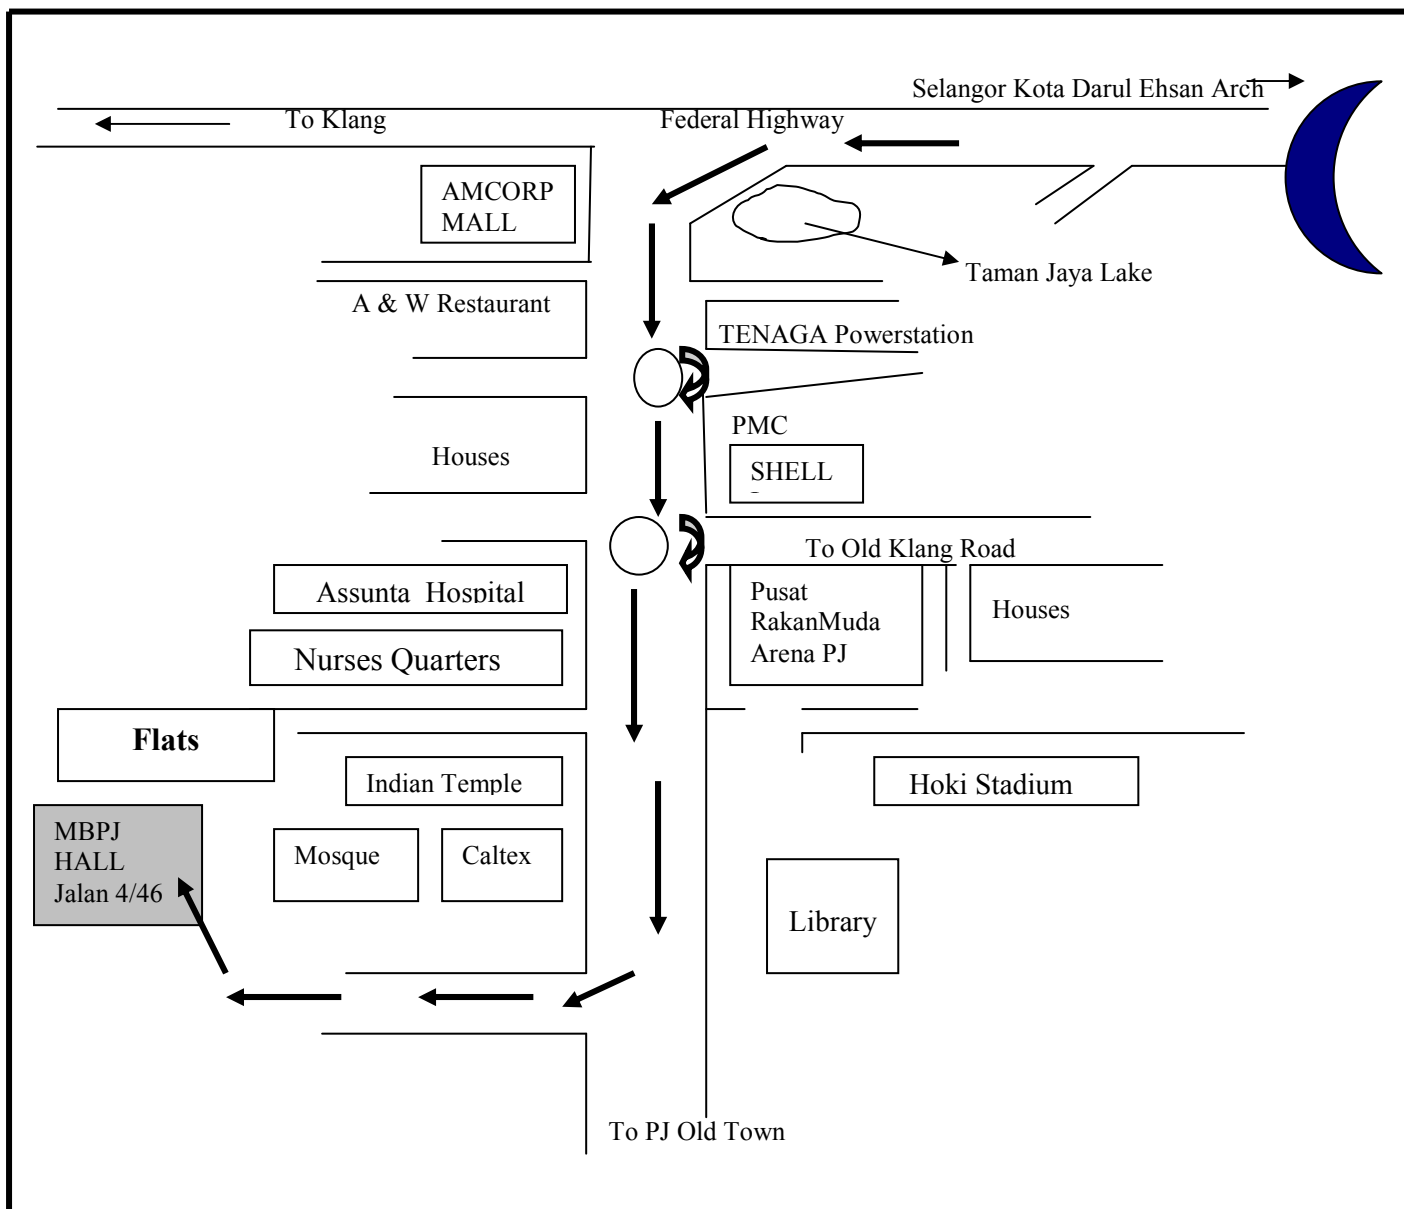 Selangor Kota Darul Ehsan Arch
To Klang
Federal Highway
AMCORP
MALL
Taman Jaya Lake
A & W Restaurant
TENAGA Powerstation
PMC
Houses
SHELL
To Old Klang Road
Assunta Hospital
Pusat
RakanMuda
Arena PJ
Houses
Nurses Quarters
Flats
Indian Temple
Hoki Stadium
MBPJ
HALL
Jalan 4/46
Mosque
Caltex
Library
To PJ Old Town